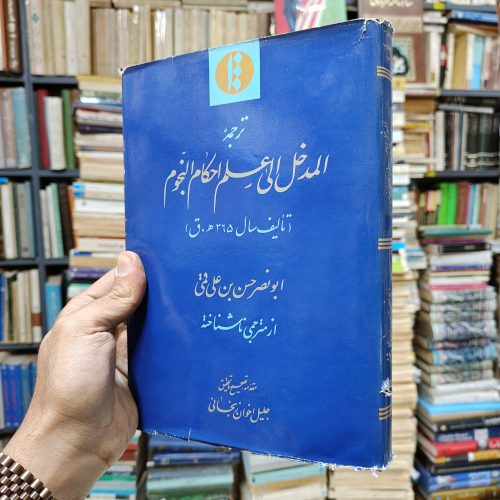 ترجمهٔ
المدخل الی علم احکام النجوم
(تألیف سال ۳۶۵ ه‍.ق)
ابونصر حسن بن علی قمی
از مترجمی ناشناخته
مقدمه تصحیح و تحقیق
جلیل اخوان زنجانی